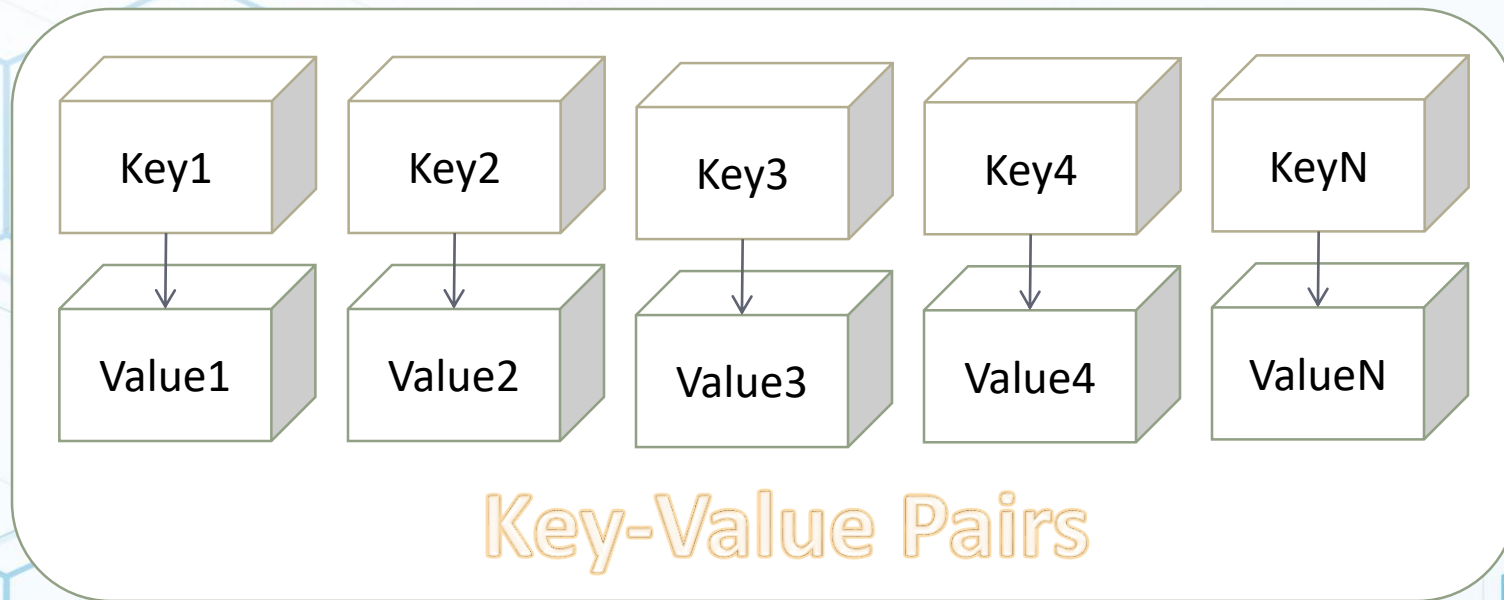 Key1 Key2 Key3 Key4 KeyN
Value1 Value2 Value3 Value4 ValueN
Key-Value Pairs